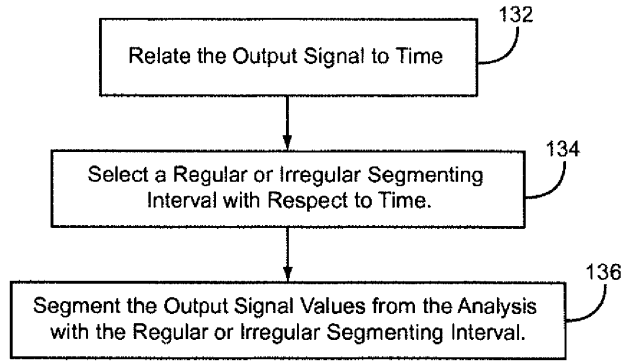 132
Relate the Output Signal to Time
134
Select a Regular or Irregular Segmenting
Interval with Respect to Time.
136
Segment the Output Signal Values from the Analysis
with the Regular or Irregular Segmenting Interval.